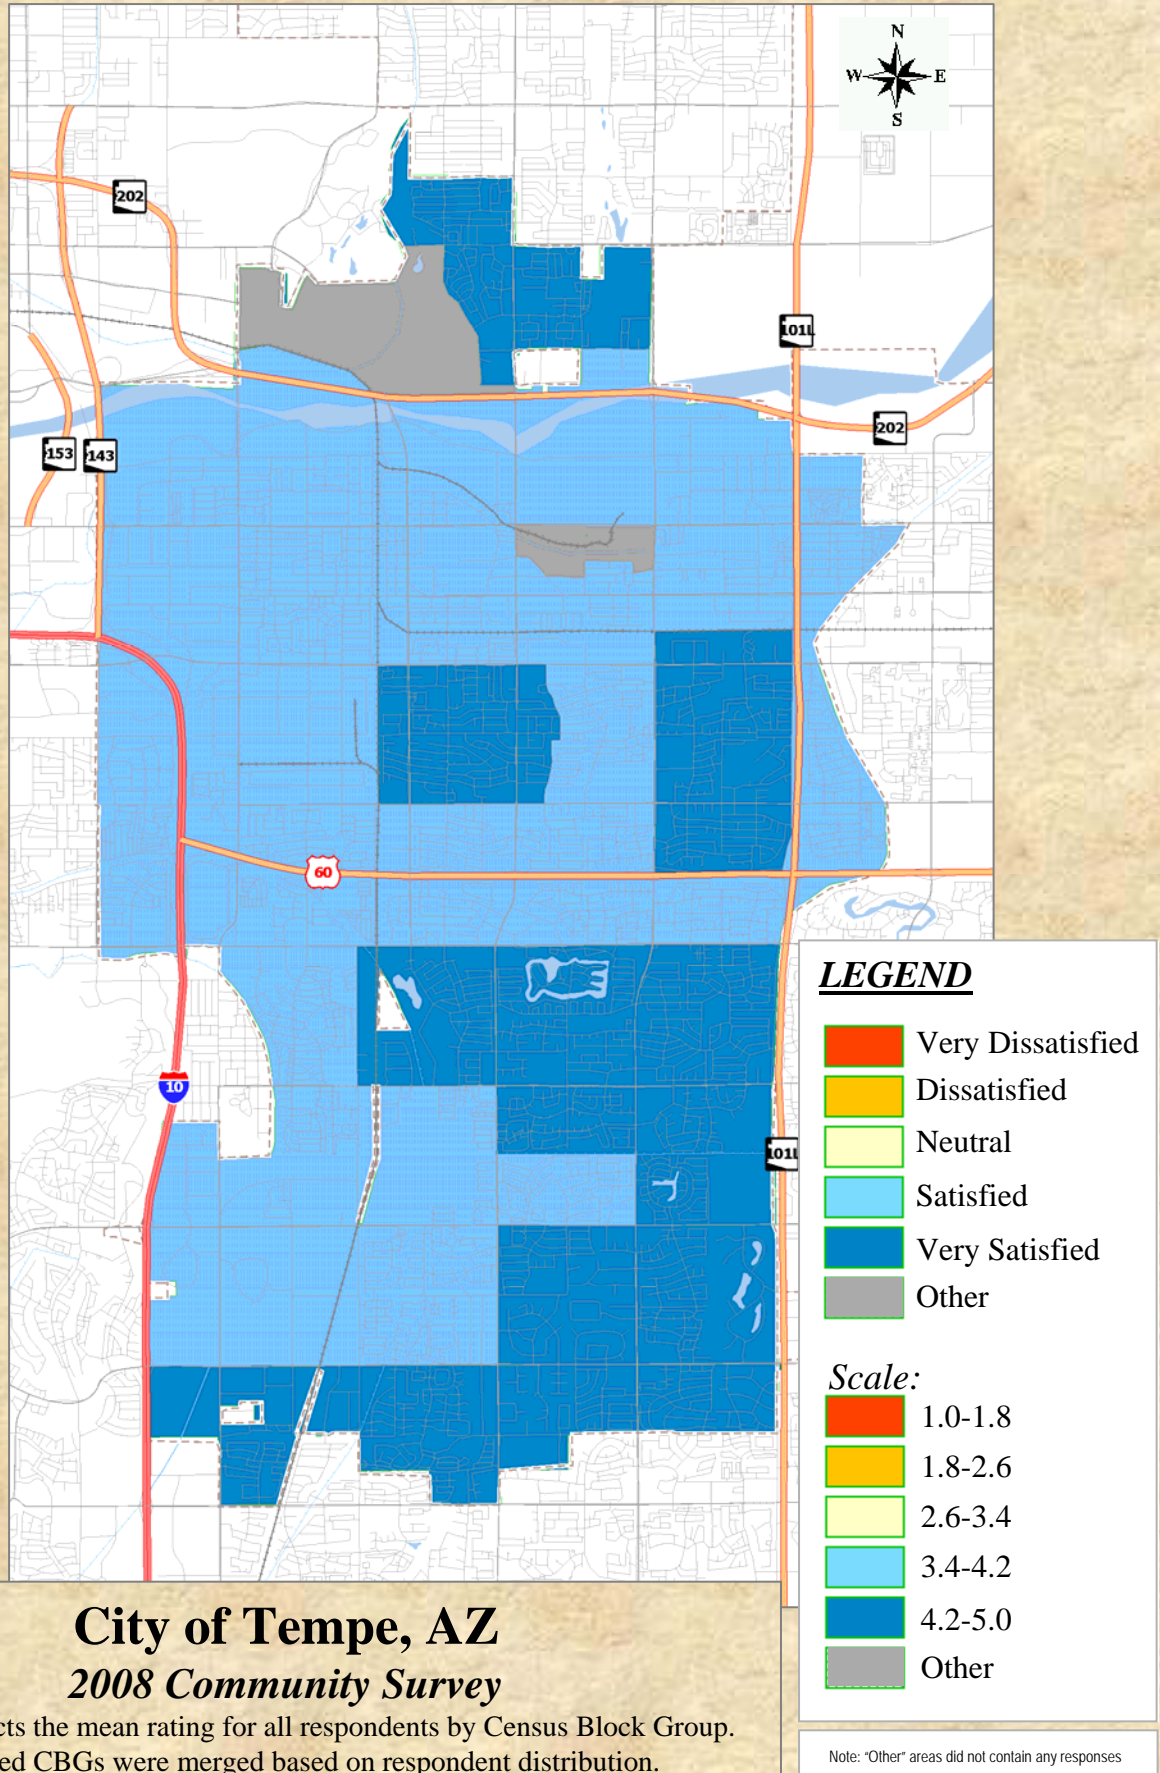 N
W E
S
202
101L
202
153
143
60
10
101L
LEGEND
Very Dissatisfied
Dissatisfied
Neutral
Satisfied
Very Satisfied
Other
Scale:
1.0-1.8
1.8-2.6
2.6-3.4
3.4-4.2
4.2-5.0
Other
City of Tempe, AZ
2008 Community Survey
cts the mean rating for all respondents by Census Block Group.
ed CBGs were merged based on respondent distribution.
Note: "Other" areas did not contain any responses